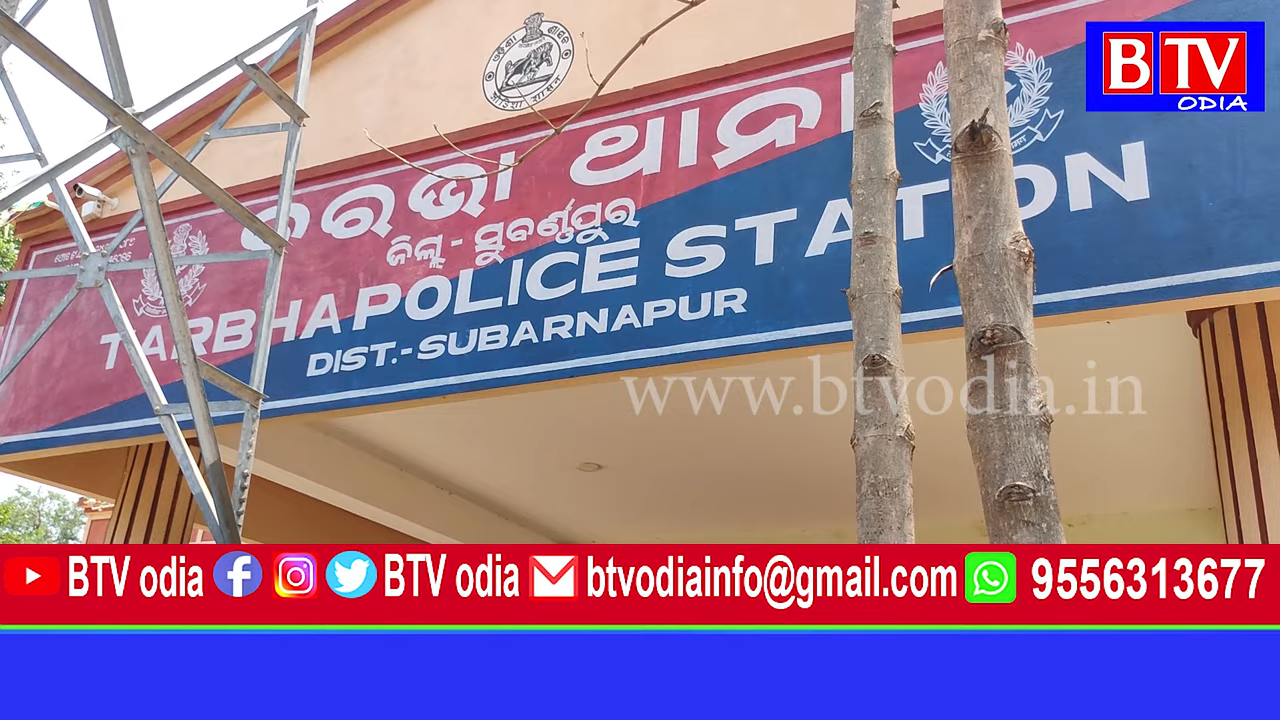 BTV
ODIA
ତରଭା ଥାନା
ଜିଲ୍ଲା - ସୁବର୍ଣ୍ଣପୁର
TARBHA POLICE STATION
DIST.-SUBARNAPUR
www.btvodia.in
BTV odia BTV odia btvodiainfo@gmail.com 9556313677